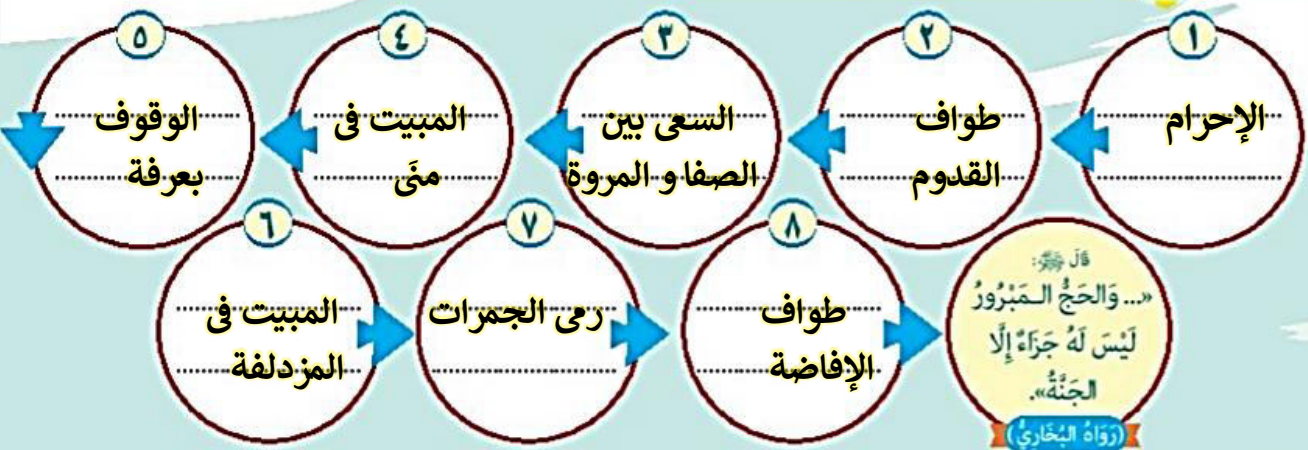 ١
الإحرام
٢
طواف
القدوم
٣
السعى بين
الصفا و المروة
٤
المبيت فى
منَى
٥
الوقوف
بعرفة
٦
المبيت فى
المزدلفة
٧
رمى الجمرات
٨
طواف
الإفاضة
قَالَ ﷺ:
«... وَالحَجُّ الـمَبْرُورُ
لَيْسَ لَهُ جَزَاءٌ إِلَّا
الجَنَّةُ».
(رَوَاهُ البُخَارِيُّ)